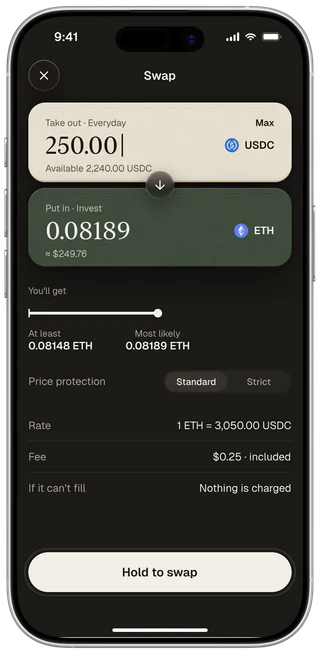 9:41
Swap
Take out · Everyday
Max
250.00
USDC
Available 2,240.00 USDC
Put in · Invest
0.08189
ETH
≈ $249.76
You'll get
At least
Most likely
0.08148 ETH
0.08189 ETH
Price protection
Standard
Strict
Rate
1 ETH = 3,050.00 USDC
Fee
$0.25 · included
If it can't fill
Nothing is charged
Hold to swap